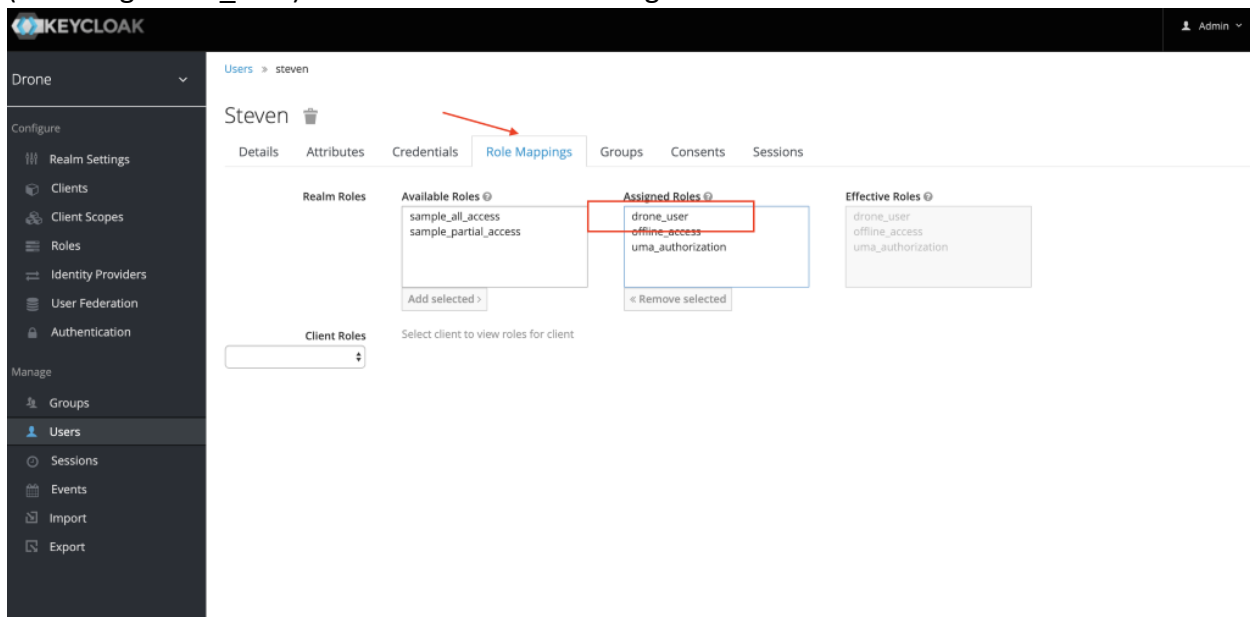 KEYCLOAK
Admin
Drone
Users » steven
Steven
Configure
Realm Settings
Clients
Client Scopes
Roles
Identity Providers
User Federation
Authentication
Manage
Groups
Users
Sessions
Events
Import
Export
Details Attributes Credentials Role Mappings Groups Consents Sessions
Realm Roles
Available Roles
sample_all_access
sample_partial_access
Add selected >
Assigned Roles
drone_user
offline_access
uma_authorization
« Remove selected
Effective Roles
drone_user
offline_access
uma_authorization
Client Roles
Select client to view roles for client